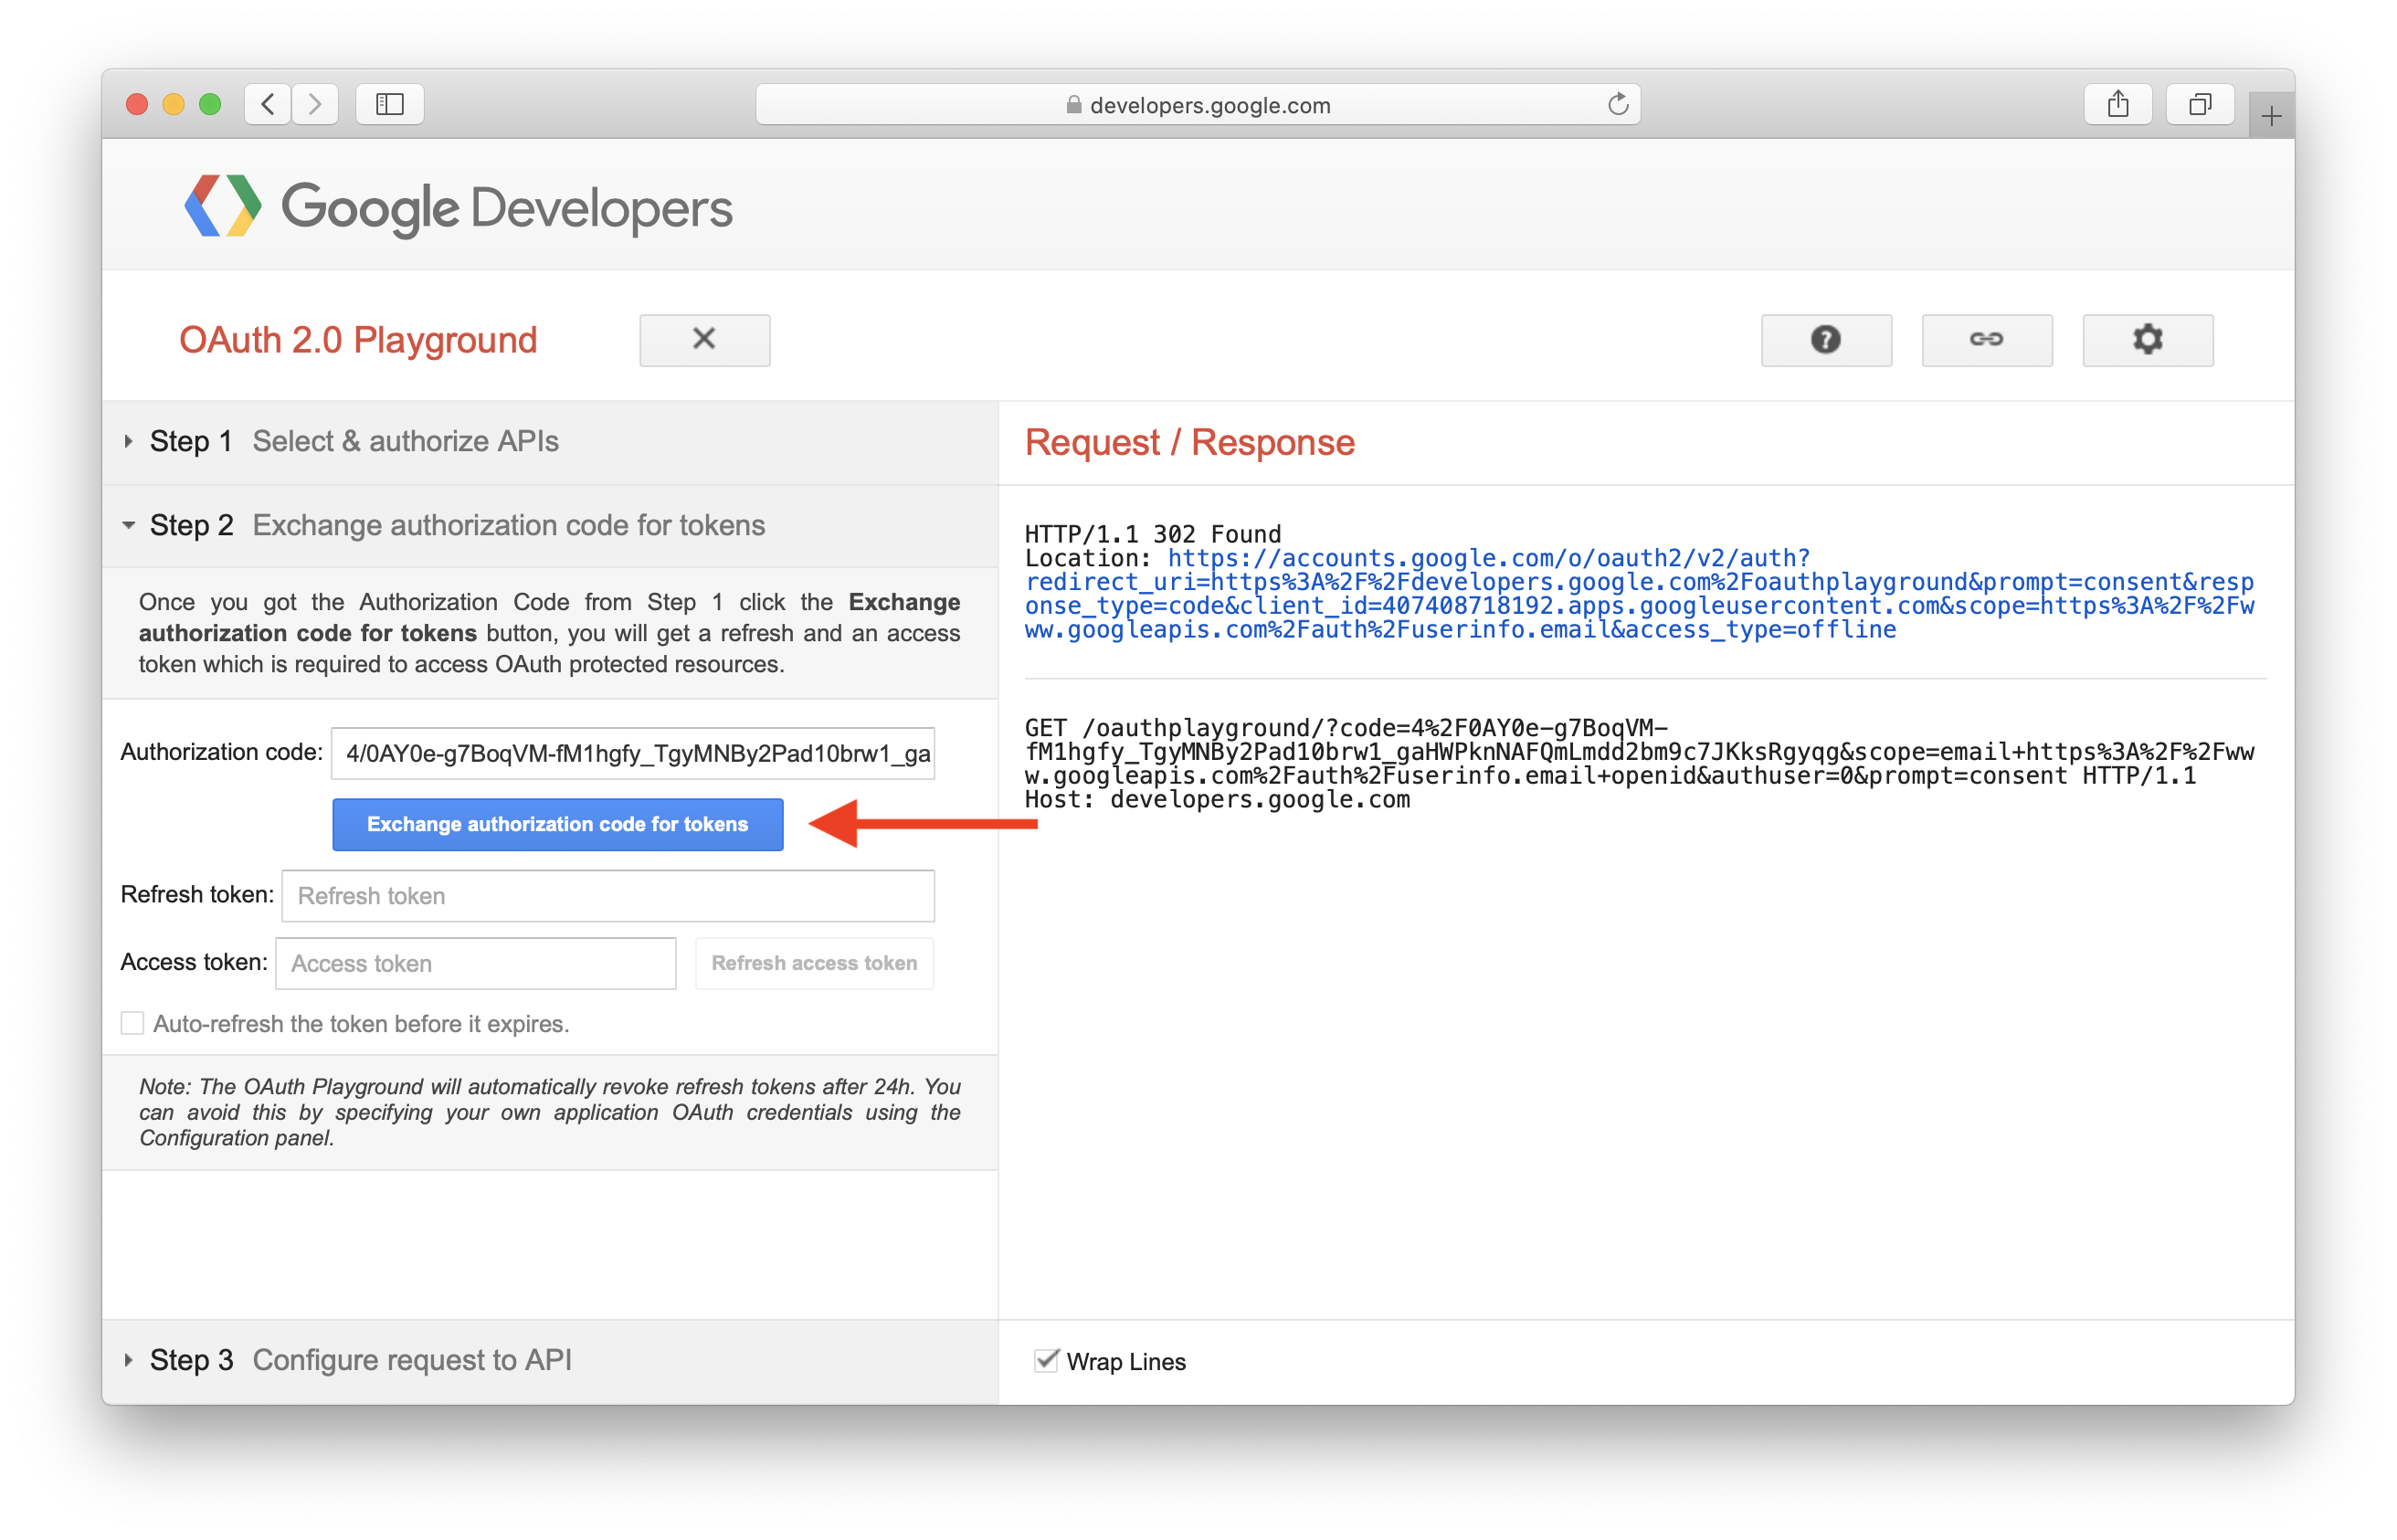 developers.google.com
Google Developers
OAuth 2.0 Playground
Step 1 Select & authorize APIs
Step 2 Exchange authorization code for tokens
Once you got the Authorization Code from Step 1 click the Exchange
authorization code for tokens button, you will get a refresh and an access
token which is required to access OAuth protected resources.
Authorization code: 4/0AY0e-g7BoqVM-fM1hgfy_TgyMNBy2Pad10brw1_ga
Exchange authorization code for tokens
Refresh token: Refresh token
Access token: Access token Refresh access token
Auto-refresh the token before it expires.
Note: The OAuth Playground will automatically revoke refresh tokens after 24h. You
can avoid this by specifying your own application OAuth credentials using the
Configuration panel.
Step 3 Configure request to API
Request / Response
HTTP/1.1 302 Found
Location: https://accounts.google.com/o/oauth2/v2/auth?
redirect_uri=https%3A%2F%2Fdevelopers.google.com%2Foauthplayground&prompt=consent&resp
onse_type=code&client_id=407408718192.apps.googleusercontent.com&scope=https%3A%2F%2Fw
ww.googleapis.com%2Fauth%2Fuserinfo.email&access_type=offline
GET /oauthplayground/?code=4%2F0AY0e-g7BoqVM-
fM1hgfy_TgyMNBy2Pad10brw1_gaHWPknNAFQmLmdd2bm9c7JKksRgyqg&scope=email+https%3A%2F%2Fww
w.googleapis.com%2Fauth%2Fuserinfo.email+openid&authuser=0&prompt=consent HTTP/1.1
Host: developers.google.com
Wrap Lines